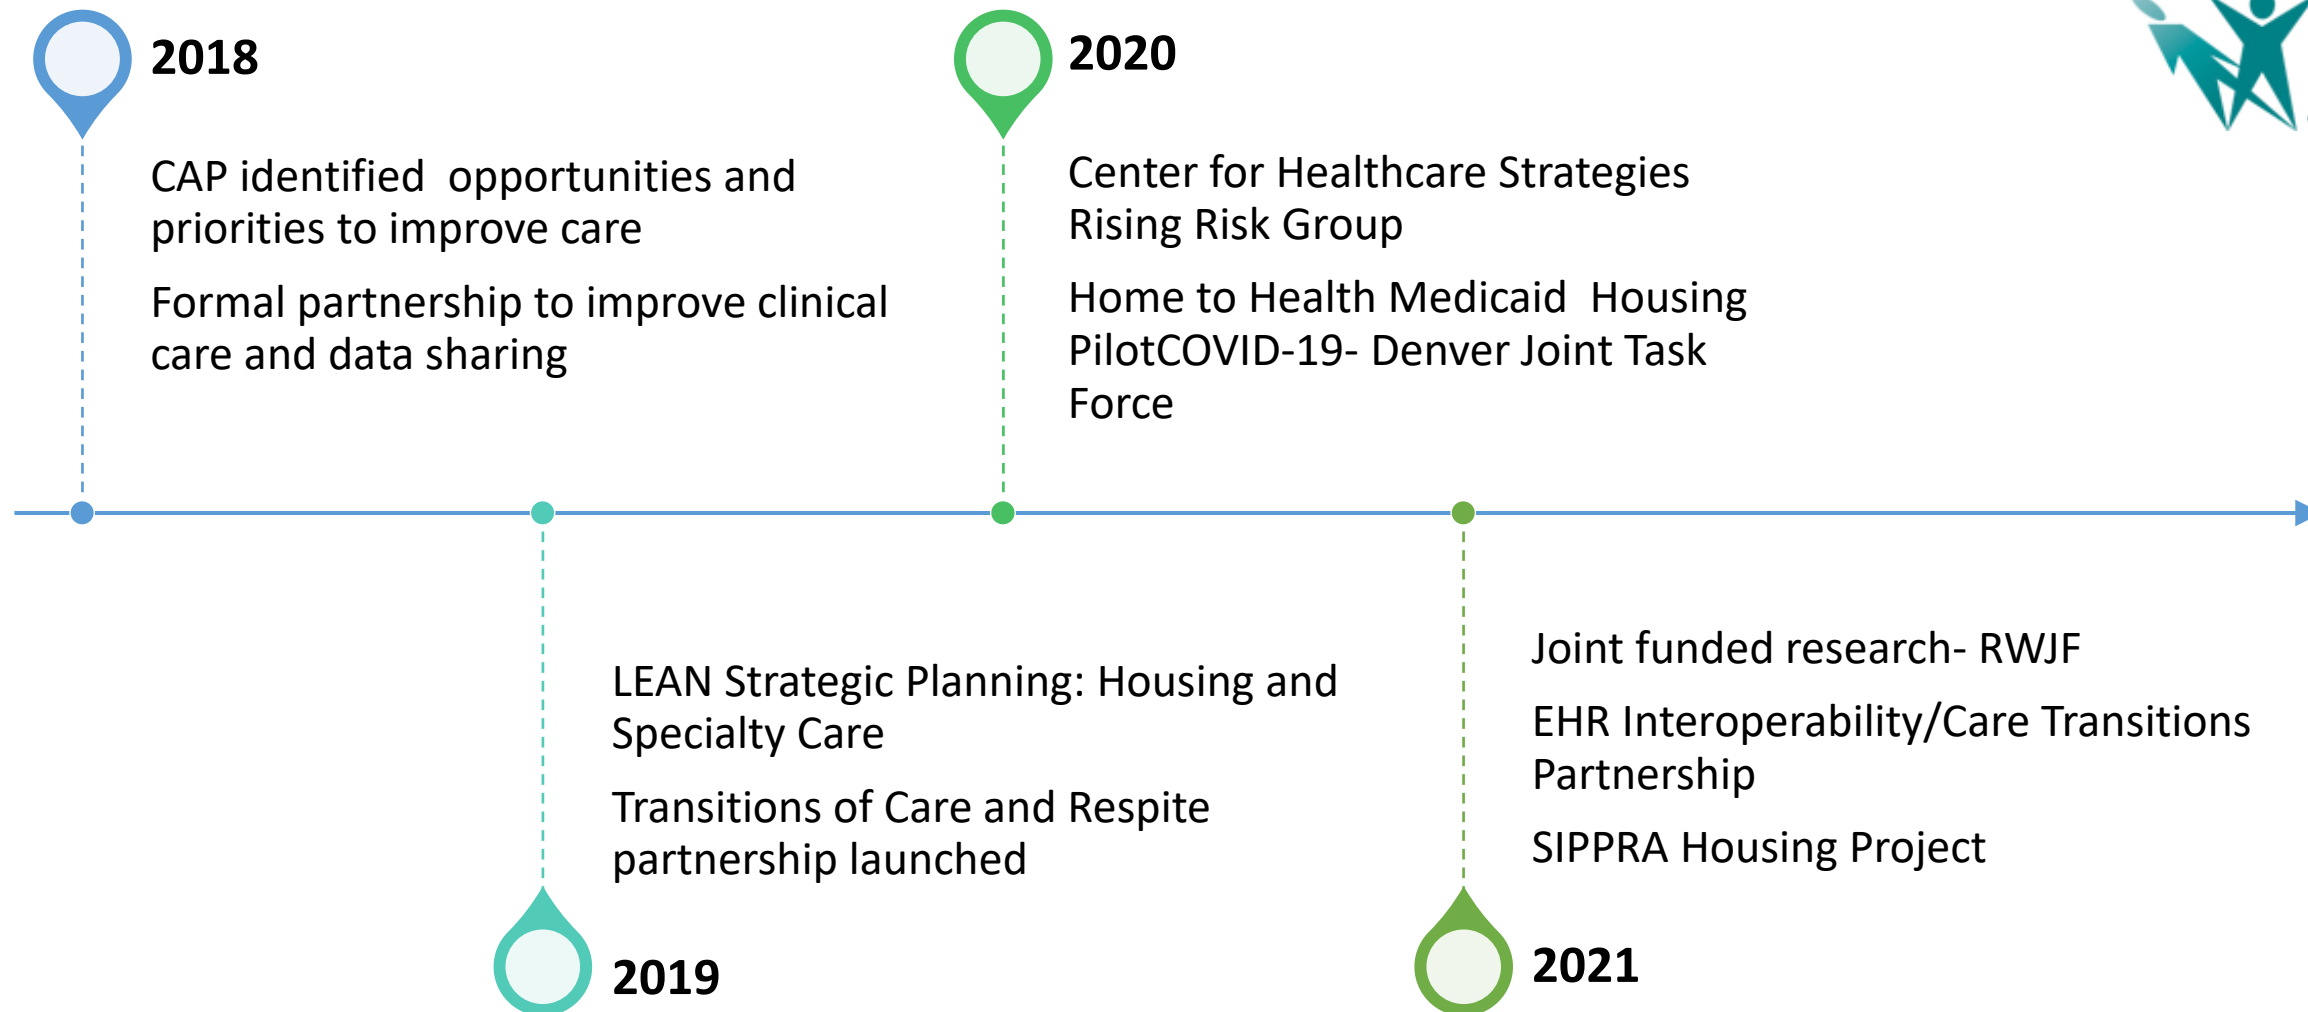 2018
CAP identified  opportunities and
priorities to improve care
Formal partnership to improve clinical
care and data sharing
2020
Center for Healthcare Strategies
Rising Risk Group
Home to Health Medicaid  Housing
PilotCOVID-19- Denver Joint Task
Force
LEAN Strategic Planning: Housing and
Specialty Care
Transitions of Care and Respite
partnership launched
2019
Joint funded research- RWJF
EHR Interoperability/Care Transitions
Partnership
SIPPRA Housing Project
2021